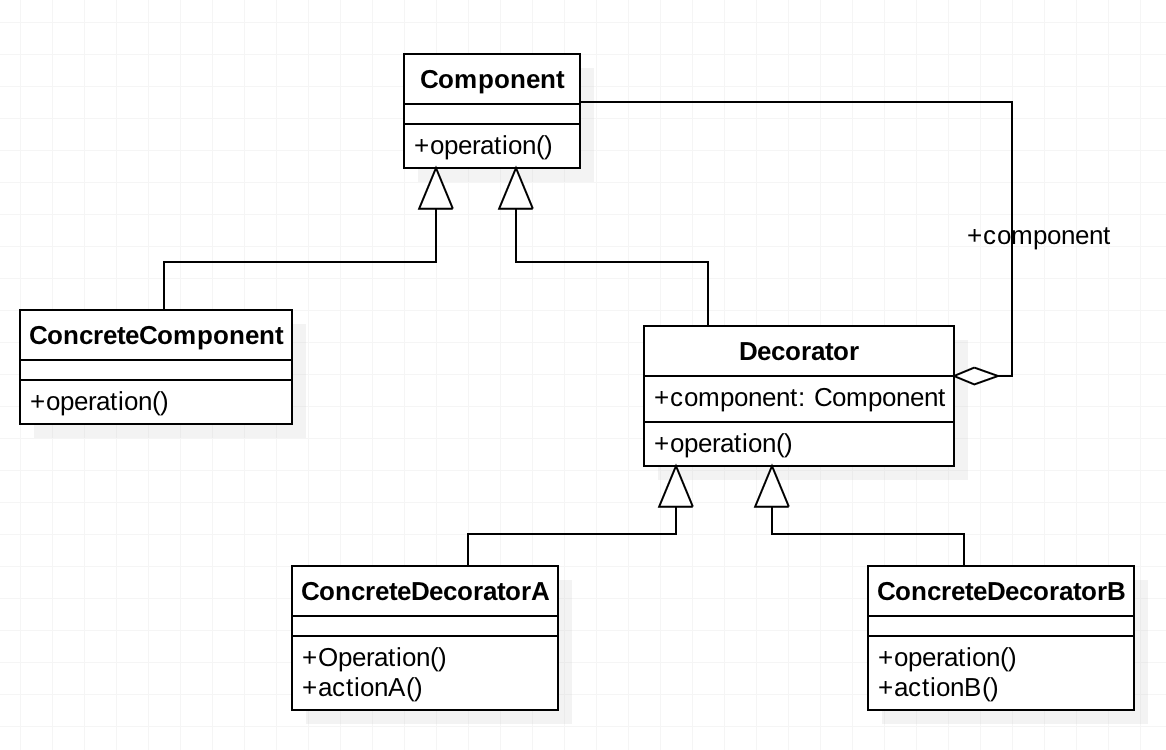 Component
+operation()
+component
ConcreteComponent
+operation()
Decorator
+component: Component
+operation()
ConcreteDecoratorA
+Operation()
+actionA()
ConcreteDecoratorB
+operation()
+actionB()